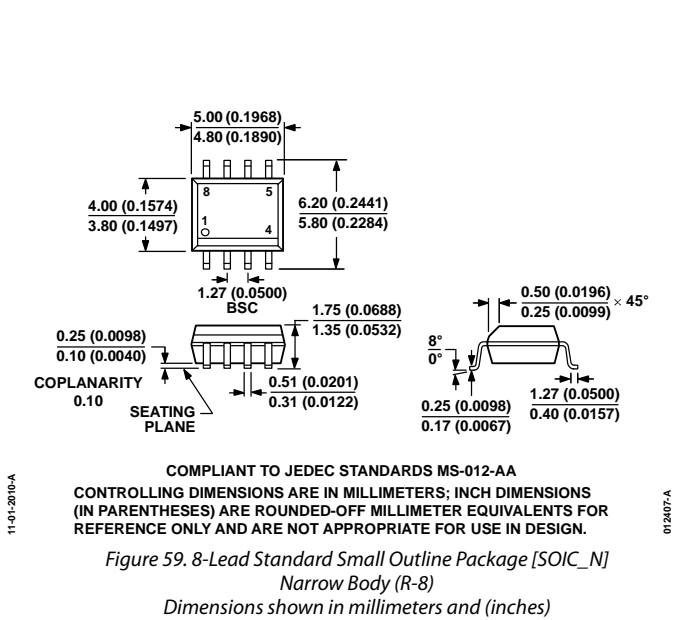 5.00 (0.1968)
4.80 (0.1890)
8
5
1
4
4.00 (0.1574)
3.80 (0.1497)
6.20 (0.2441)
5.80 (0.2284)
1.27 (0.0500)
BSC
1.75 (0.0688)
1.35 (0.0532)
0.25 (0.0098)
0.10 (0.0040)
COPLANARITY
0.10
SEATING
PLANE
0.51 (0.0201)
0.31 (0.0122)
0.50 (0.0196)
0.25 (0.0099)
× 45°
8°
0°
0.25 (0.0098)
0.17 (0.0067)
1.27 (0.0500)
0.40 (0.0157)
COMPLIANT TO JEDEC STANDARDS MS-012-AA
CONTROLLING DIMENSIONS ARE IN MILLIMETERS; INCH DIMENSIONS
(IN PARENTHESES) ARE ROUNDED-OFF MILLIMETER EQUIVALENTS FOR
REFERENCE ONLY AND ARE NOT APPROPRIATE FOR USE IN DESIGN.
11-01-2010-A
012407-A
Figure 59. 8-Lead Standard Small Outline Package [SOIC_N]
Narrow Body (R-8)
Dimensions shown in millimeters and (inches)